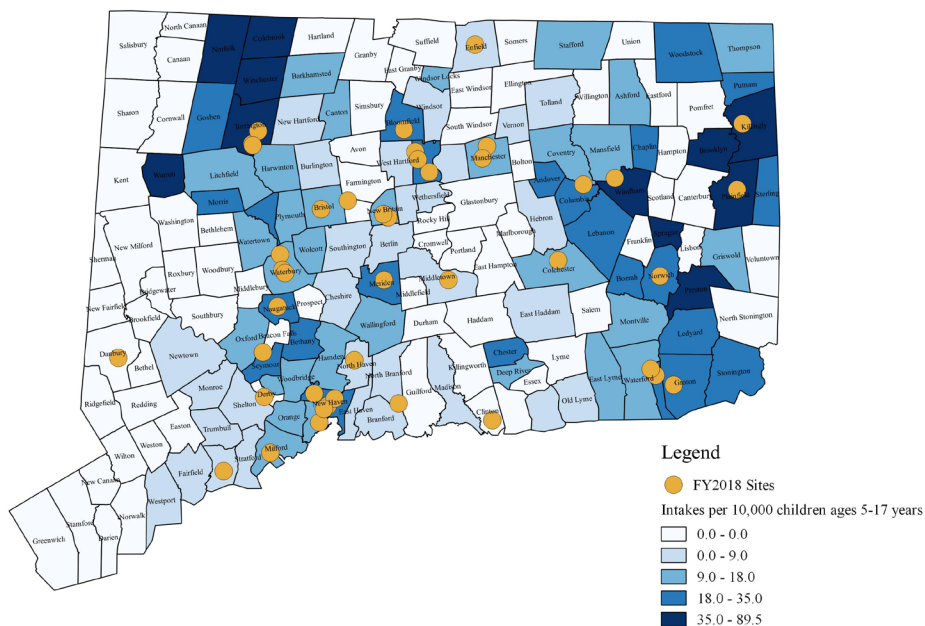 North Canaan
Salisbury
Canaan
Norfolk
Colebrook
Hartland
Granby
Suffield
Enfield
Somers
Stafford
Union
Woodstock
Thompson
East Granby
Windsor Locks
Winchester
Barkhamsted
East Windsor
Ellington
Putnam
Sharon
Cornwall
Goshen
Torrington
New Hartford
Canton
Simsbury
Bloomfield
Windsor
South Windsor
Vernon
Tolland
Willington
Ashford
Eastford
Pomfret
Killingly
Kent
Warren
Litchfield
Harwinton
Burlington
Avon
West Hartford
Manchester
Bolton
Coventry
Mansfield
Chaplin
Hampton
Brooklyn
Farmington
Morris
Plymouth
Bristol
New Britain
Wethersfield
Glastonbury
Andover
Columbia
Windham
Scotland
Canterbury
Plainfield
Sterling
Washington
Bethlehem
Watertown
Rocky Hill
Hebron
Marlborough
Lebanon
Franklin
Sprague
Lisbon
Griswold
Voluntown
New Milford
Sherman
Roxbury
Woodbury
Wolcott
Southington
Berlin
Cromwell
Portland
East Hampton
Colchester
Waterbury
Middlebury
Bridgewater
Meriden
Middletown
Middlefield
Bozrah
Norwich
Preston
New Fairfield
Brookfield
Southbury
Naugatuck
Prospect
Cheshire
Wallingford
Durham
Haddam
East Haddam
Salem
Montville
Ledyard
North Stonington
Oxford
Beacon Falls
Bethany
Danbury
Bethel
Newtown
Seymour
Hamden
North Haven
North Branford
Killingworth
Chester
Deep River
Lyme
East Lyme
Waterford
Groton
Stonington
Woodbridge
Ridgefield
Redding
Monroe
Shelton
Derby
New Haven
Guilford
Madison
Essex
Old Lyme
Easton
Trumbull
Orange
East Haven
Branford
Clinton
Weston
Wilton
Milford
Stratford
Fairfield
New Canaan
Westport
Norwalk
Stamford
Darien
Greenwich
Legend
FY2018 Sites
Intakes per 10,000 children ages 5-17 years
0.0 - 0.0
0.0 - 9.0
9.0 - 18.0
18.0 - 35.0
35.0 - 89.5